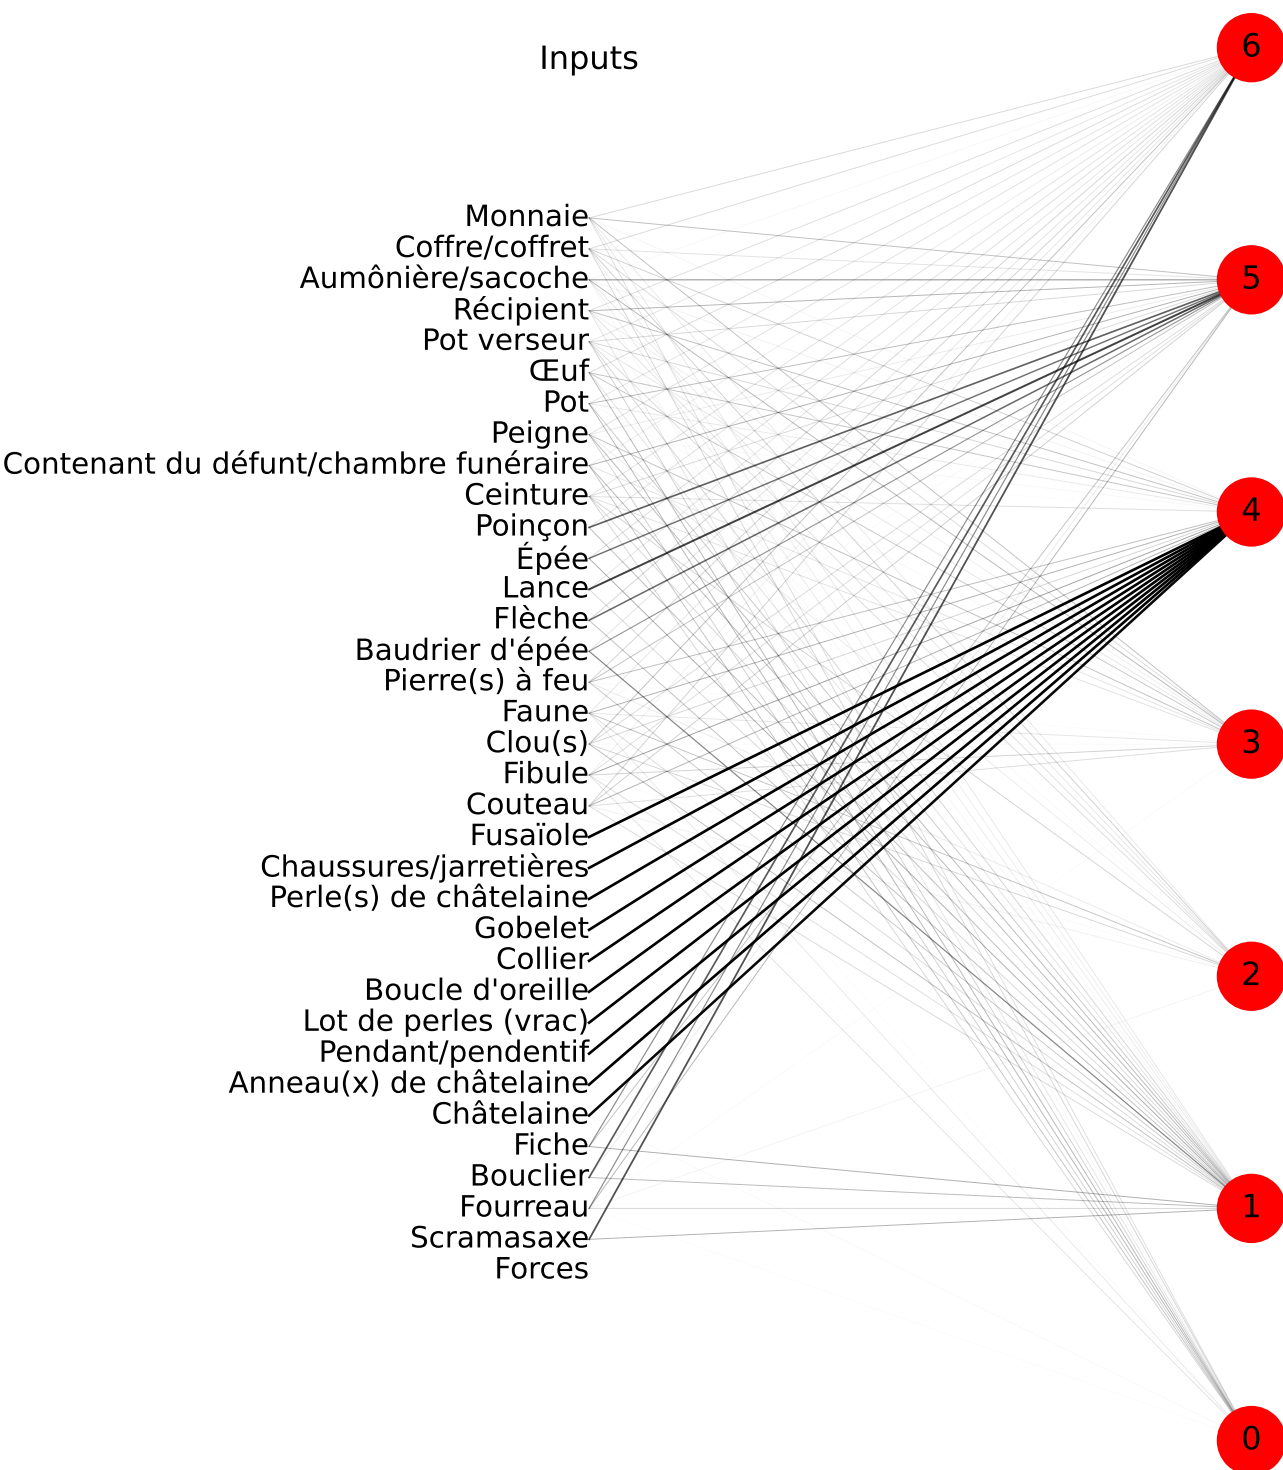 Inputs
6
Monnaie
Coffre/coffret
Aumônière/sacoche
5
Récipient
Pot verseur
Œuf
Pot
Peigne
Contenant du défunt/chambre funéraire
Ceinture
4
Poinçon
Épée
Lance
Flèche
Baudrier d'épée
Pierre(s) à feu
Faune
Clou(s)
3
Fibule
Couteau
Fusaïole
Chaussures/jarretières
Perle(s) de châtelaine
Gobelet
Collier
2
Boucle d'oreille
Lot de perles (vrac)
Pendant/pendentif
Anneau(x) de châtelaine
Châtelaine
Fiche
Bouclier
Fourreau
1
Scramasaxe
Forces
0